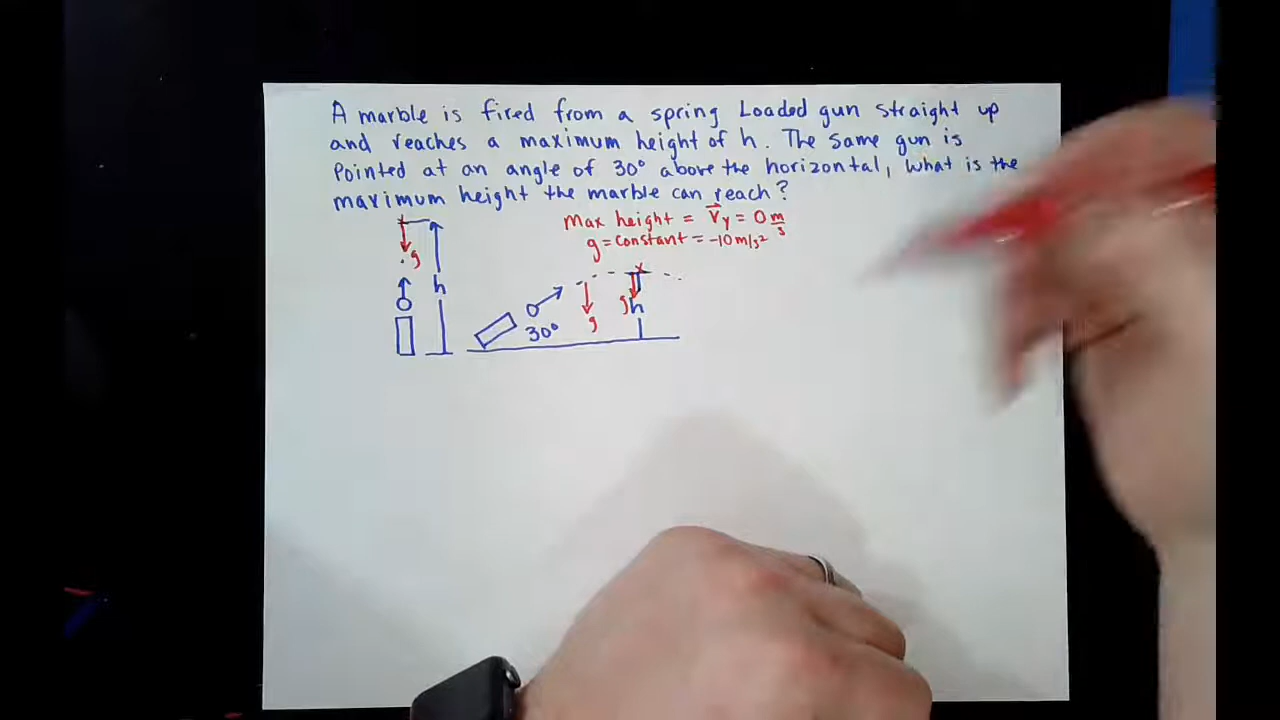 A marble is fired from a spring Loaded gun straight up
and reaches a maximum height of h. The same gun is
Pointed at an angle of 30° above the horizontal, what is the
maximum height the marble can reach?
Max height = v⃗y = 0 m/s
g = constant = -10 m/s²
g
h
30°
g
g
h